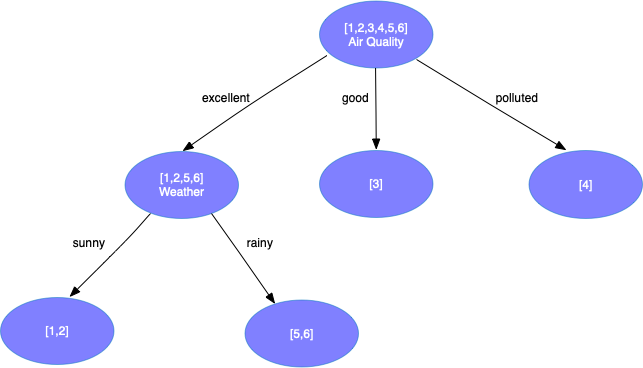 [1,2,3,4,5,6]
Air Quality
excellent
good
polluted
[1,2,5,6]
Weather
[3]
[4]
sunny
rainy
[1,2]
[5,6]